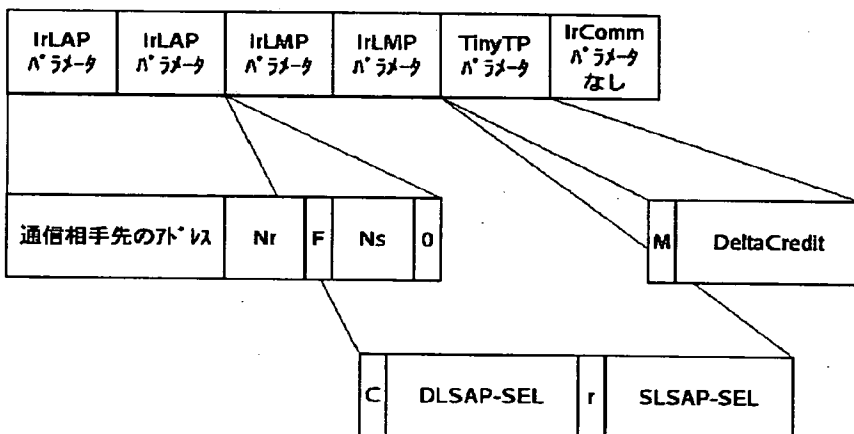 IrLAP
パラメータ
IrLAP
パラメータ
IrLMP
パラメータ
IrLMP
パラメータ
TinyTP
パラメータ
IrComm
パラメータ
なし
通信相手先のアドレス
Nr
F
Ns
0
M
DeltaCredit
C
DLSAP-SEL
r
SLSAP-SEL